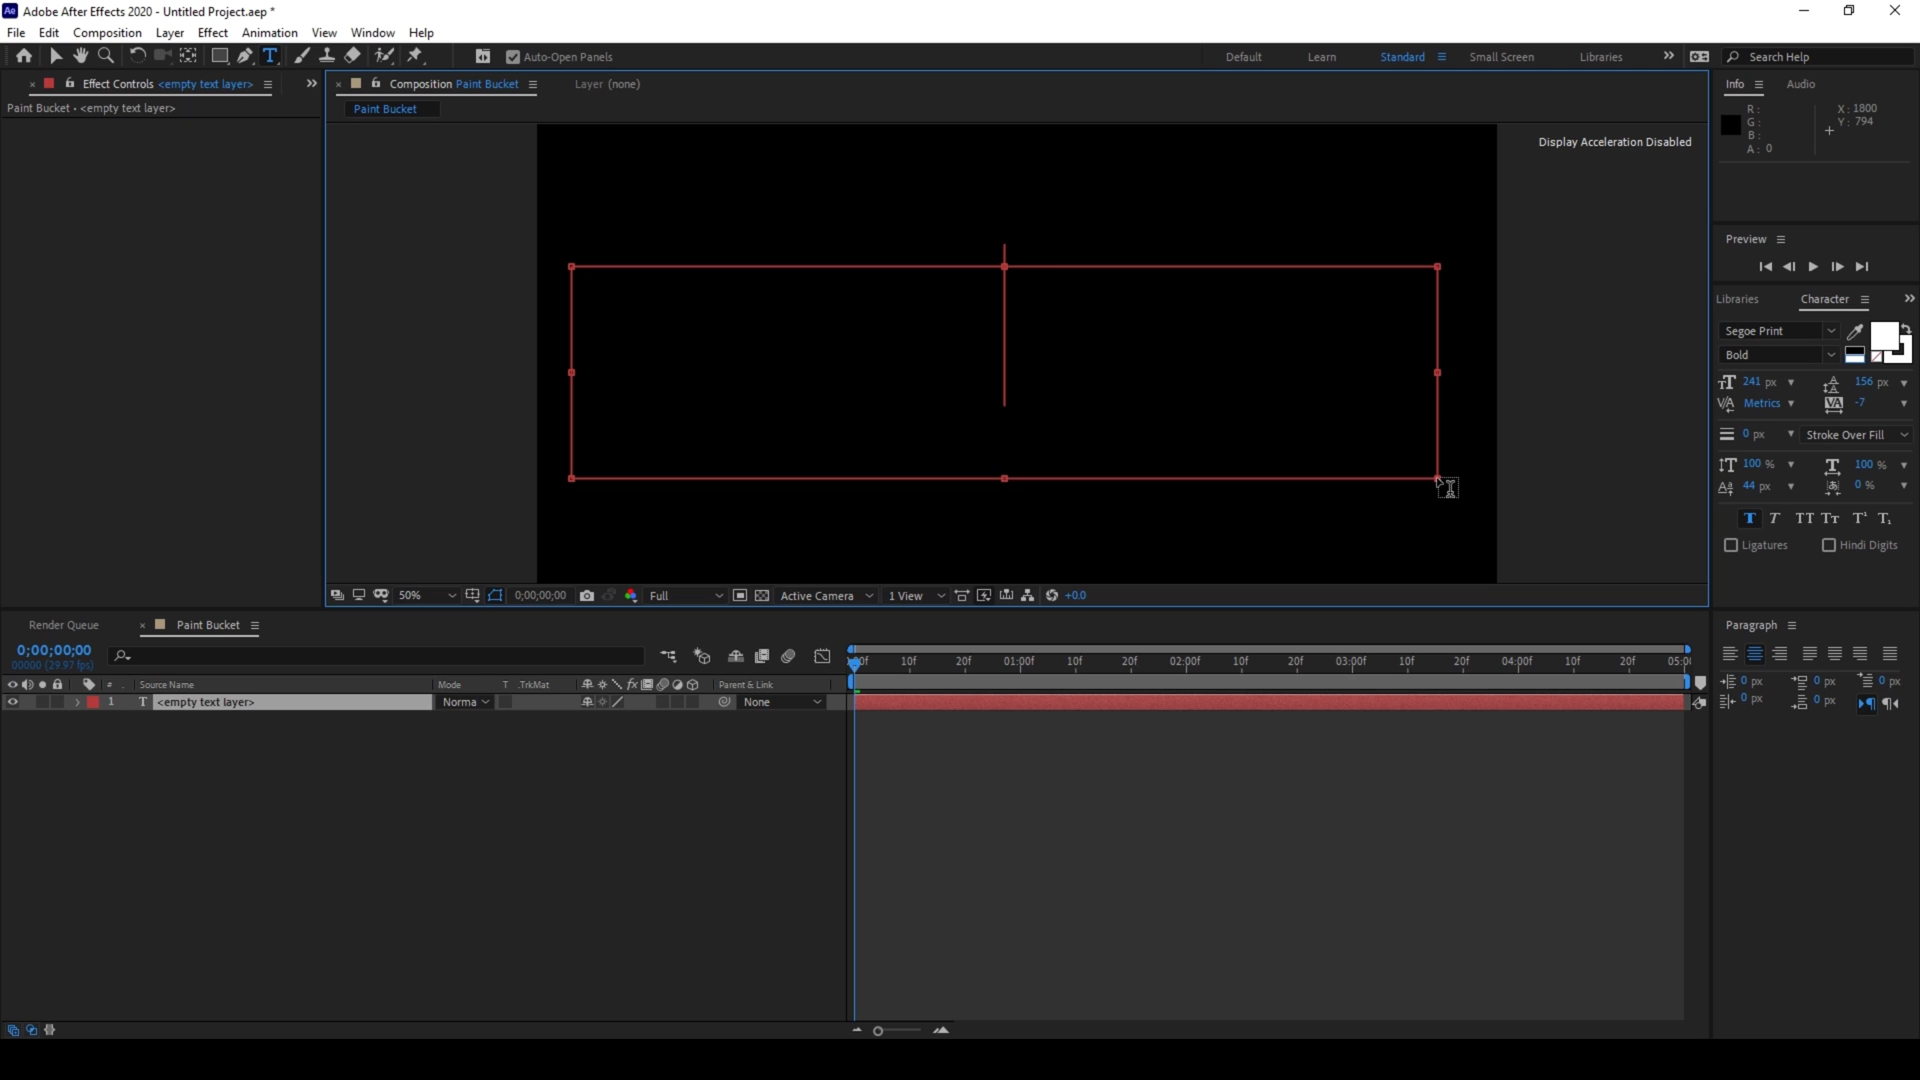 Adobe After Effects 2020 - Untitled Project.aep *
File Edit Composition Layer Effect Animation View Window Help
Auto-Open Panels Default Learn Standard Small Screen Libraries Search Help
Effect Controls <empty text layer>
Composition Paint Bucket
Layer (none)
Info Audio
Paint Bucket • <empty text layer>
Paint Bucket
Display Acceleration Disabled
R:
G:
B:
A: 0
X: 1800
Y: 794
Preview
Libraries Character
Segoe Print
Bold
241 px 156 px
Metrics -7
0 px Stroke Over Fill
100 % 100 %
44 px 0 %
Ligatures Hindi Digits
50% 0;00;00;00 Full Active Camera 1 View +0.0
Render Queue Paint Bucket
Paragraph
0;00;00;00
00000 (29.97 fps)
10f 20f 01:00f 10f 20f 02:00f 10f 20f 03:00f 10f 20f 04:00f 10f 20f
# Source Name Mode T .TrkMat Parent & Link
1 T <empty text layer> Norma None
0 px 0 px 0 px
0 px 0 px